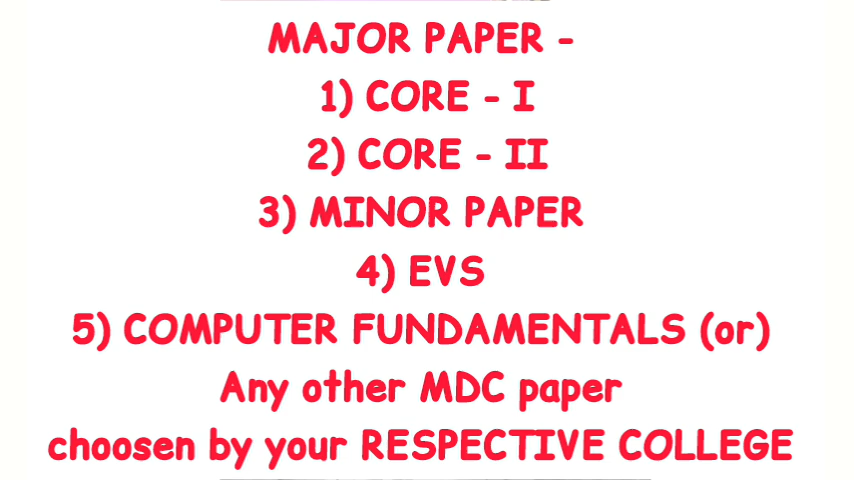 MAJOR PAPER -
1) CORE - I
2) CORE - II
3) MINOR PAPER
4) EVS
5) COMPUTER FUNDAMENTALS (or)
Any other MDC paper
choosen by your RESPECTIVE COLLEGE